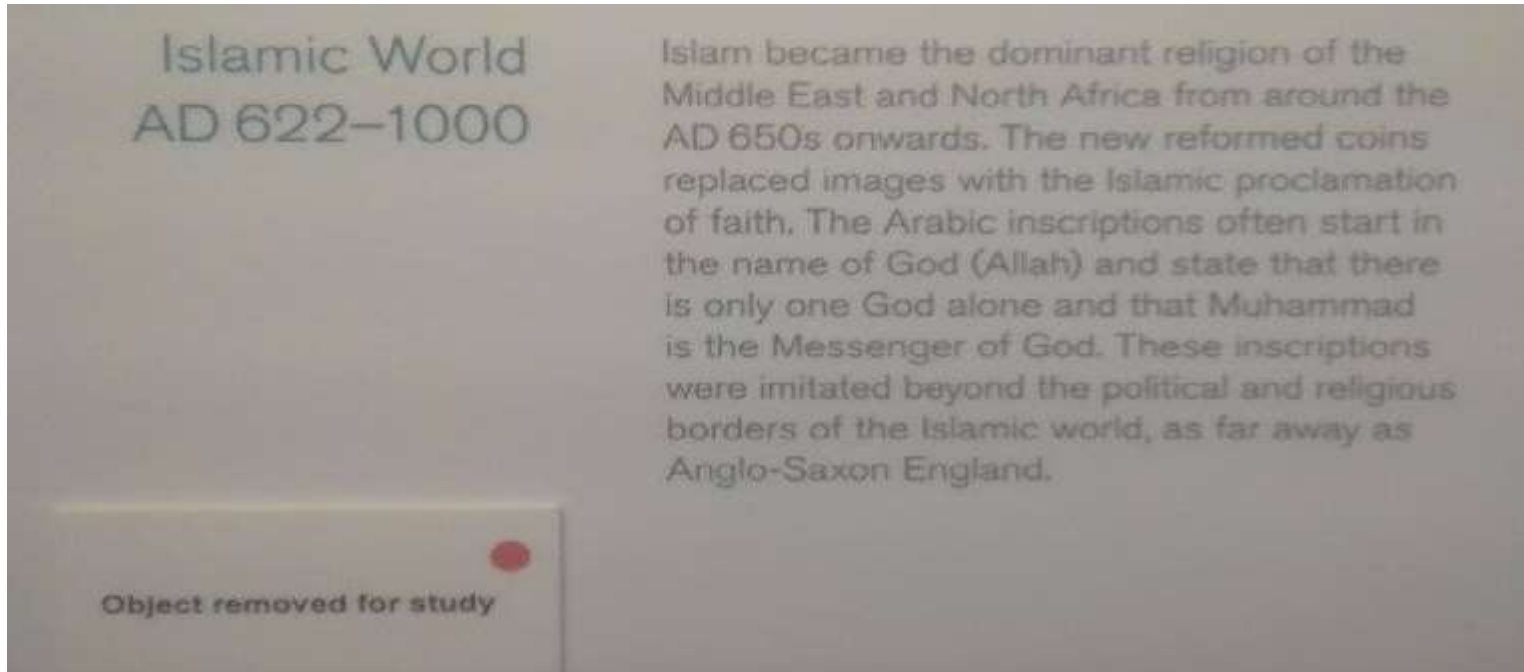 Islamic World
AD 622–1000
Islam became the dominant religion of the
Middle East and North Africa from around the
AD 650s onwards. The new reformed coins
replaced images with the Islamic proclamation
of faith. The Arabic inscriptions often start in
the name of God (Allah) and state that there
is only one God alone and that Muhammad
is the Messenger of God. These inscriptions
were imitated beyond the political and religious
borders of the Islamic world, as far away as
Anglo-Saxon England.
Object removed for study